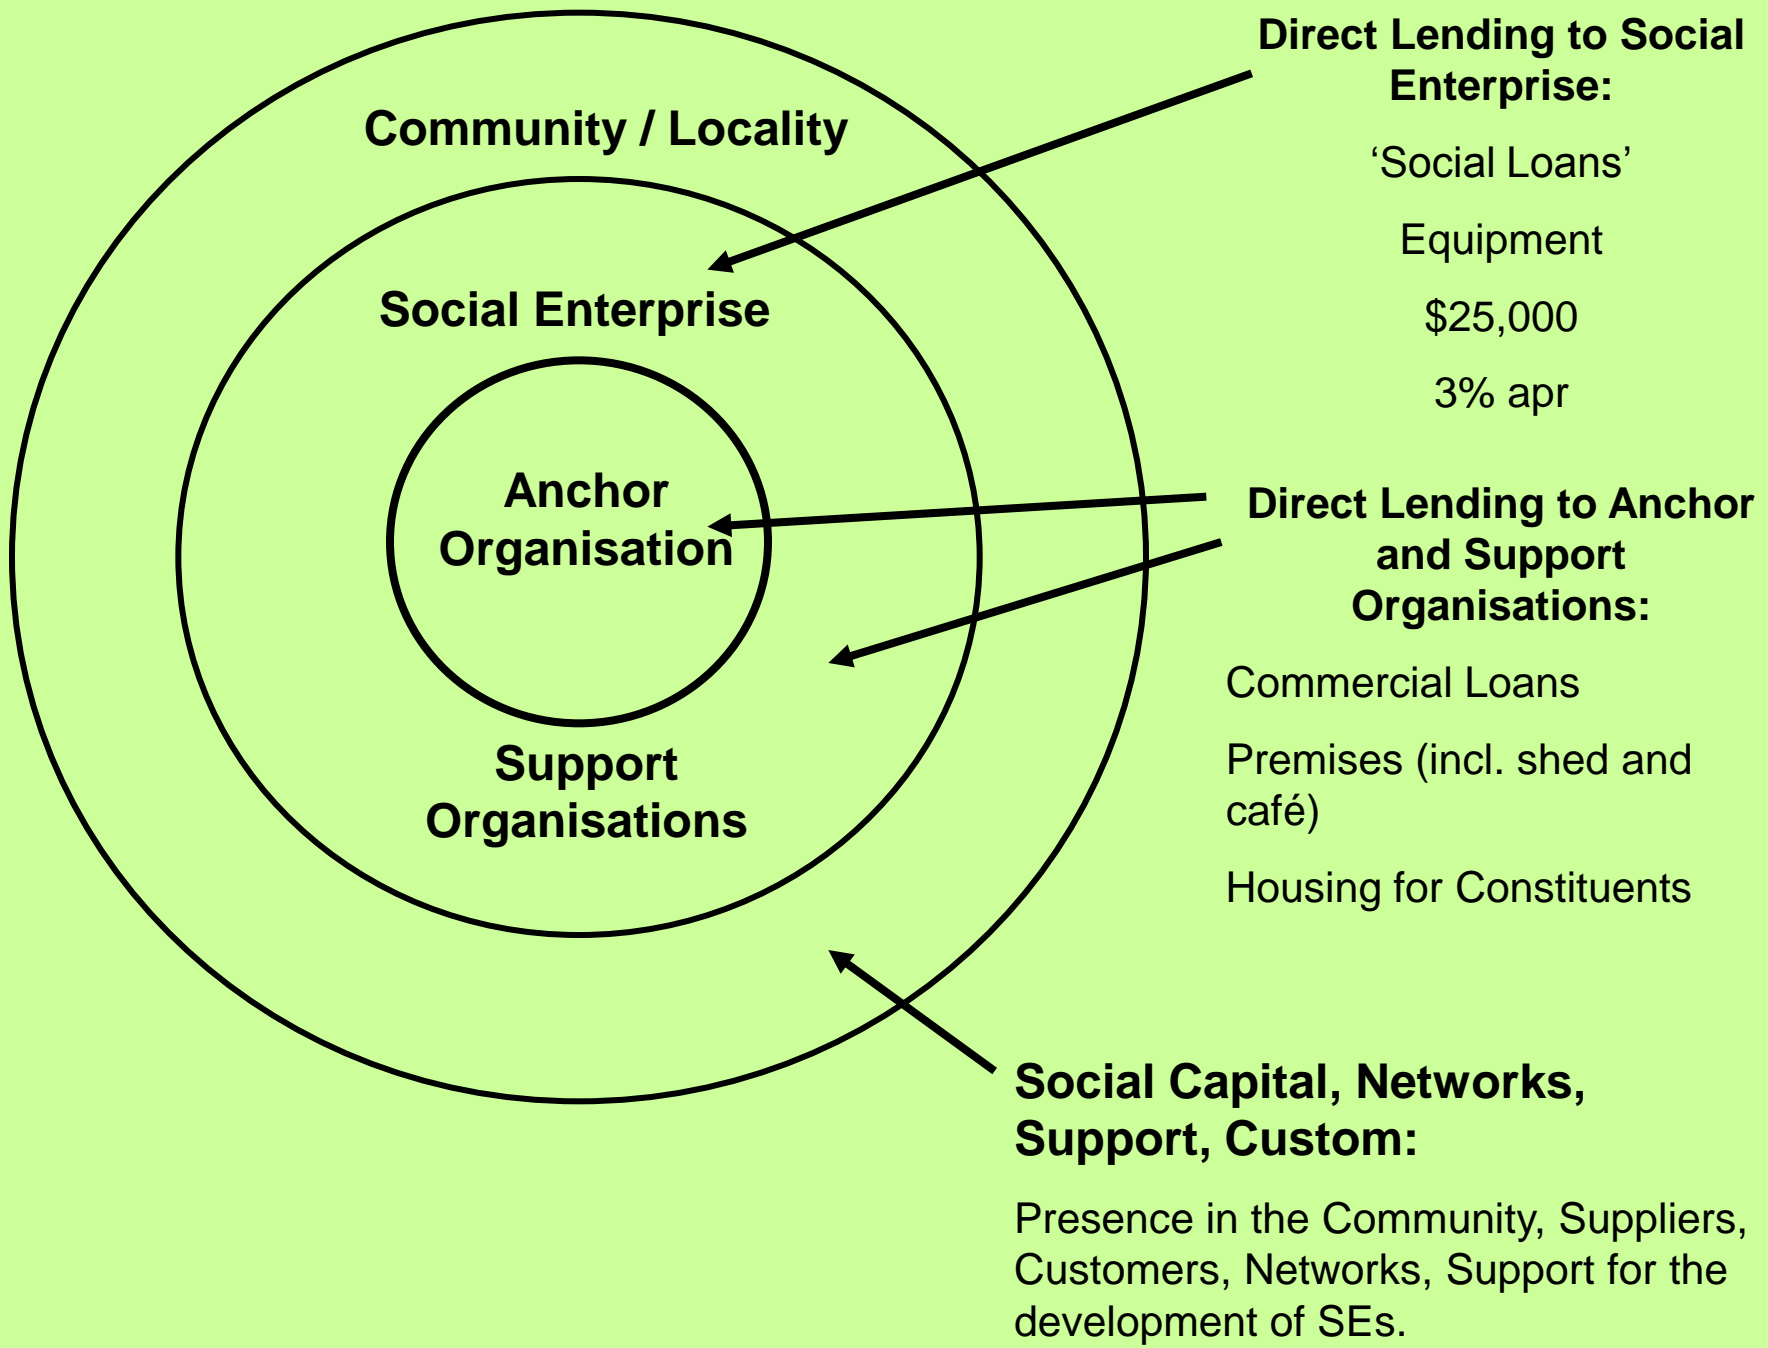 Community / Locality
Social Enterprise
Anchor
Organisation
Support
Organisations
Direct Lending to Social
Enterprise:
‘Social Loans’
Equipment
$25,000
3% apr
Direct Lending to Anchor
and Support
Organisations:
Commercial Loans
Premises (incl. shed and
café)
Housing for Constituents
Social Capital, Networks,
Support, Custom:
Presence in the Community, Suppliers,
Customers, Networks, Support for the
development of SEs.